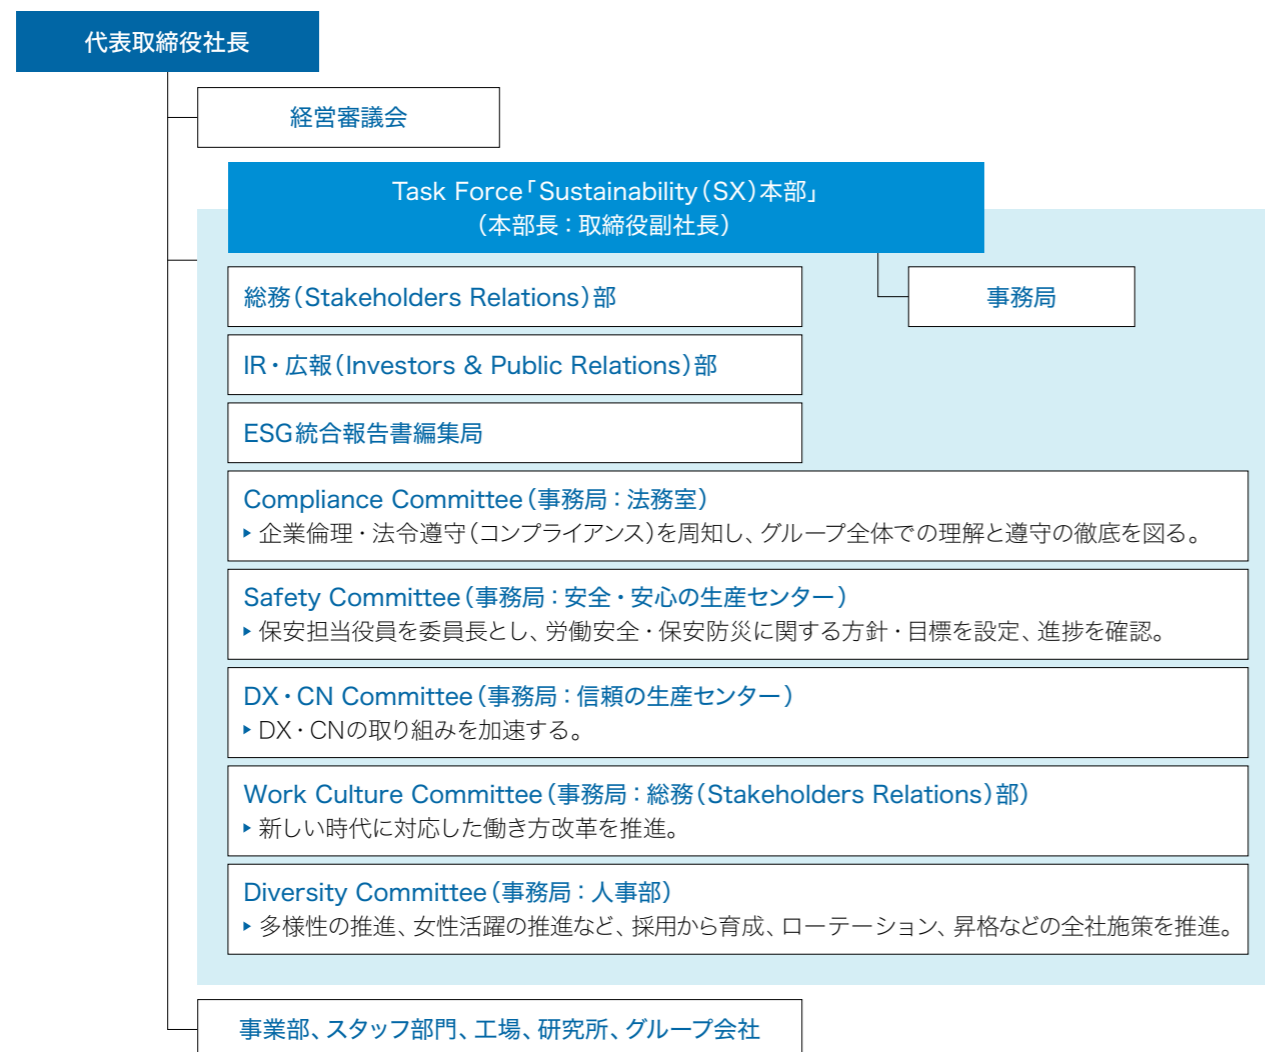 代表取締役社長
経営審議会
Task Force「Sustainability(SX)本部」
(本部長:取締役副社長)
総務(Stakeholders Relations)部
事務局
IR・広報(Investors & Public Relations)部
ESG統合報告書編集局
Compliance Committee(事務局:法務室)
▸企業倫理・法令遵守(コンプライアンス)を周知し、グループ全体での理解と遵守の徹底を図る。
Safety Committee(事務局:安全・安心の生産センター)
▸保安担当役員を委員長とし、労働安全・保安防災に関する方針・目標を設定、進捗を確認。
DX・CN Committee(事務局:信頼の生産センター)
▸DX・CNの取り組みを加速する。
Work Culture Committee(事務局:総務(Stakeholders Relations)部)
▸新しい時代に対応した働き方改革を推進。
Diversity Committee(事務局:人事部)
▸多様性の推進、女性活躍の推進など、採用から育成、ローテーション、昇格などの全社施策を推進。
事業部、スタッフ部門、工場、研究所、グループ会社